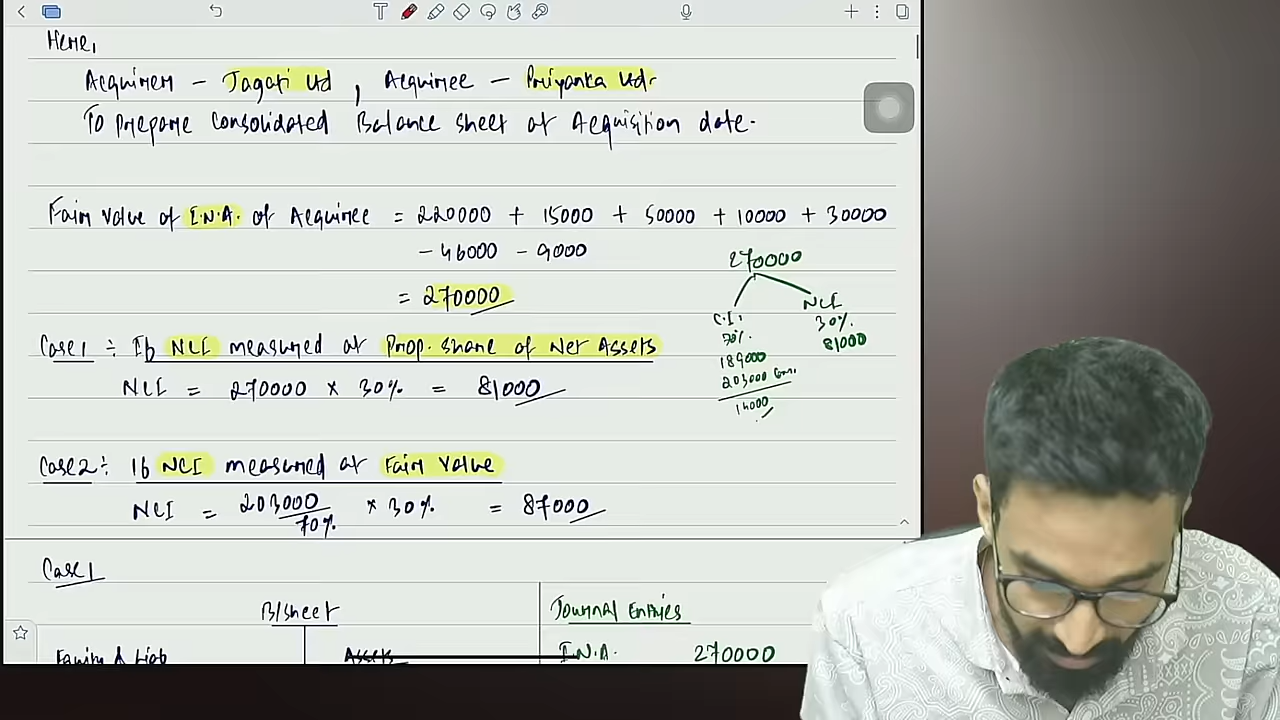 Here,
Acquirer - Jagati Ltd , Acquiree - Priyanka Ltd.
To Prepare Consolidated Balance sheet at Acquisition date.
Fair value of I.N.A. of Acquiree = 220000 + 15000 + 50000 + 10000 + 30000
- 46000 - 9000
= 270000
270000
C.I. NCI
70% 30%
189000 81000
203000
14000
Case 1 ÷ If NCI measured at Prop. share of Net Assets
NCI = 270000 × 30% = 81000
Case 2 ÷ If NCI measured at Fair Value
NCI = 203000/70% × 30% = 87000
Case 1
B/sheet
Journal Entries
Equity & Liab Assets
I.N.A. 270000